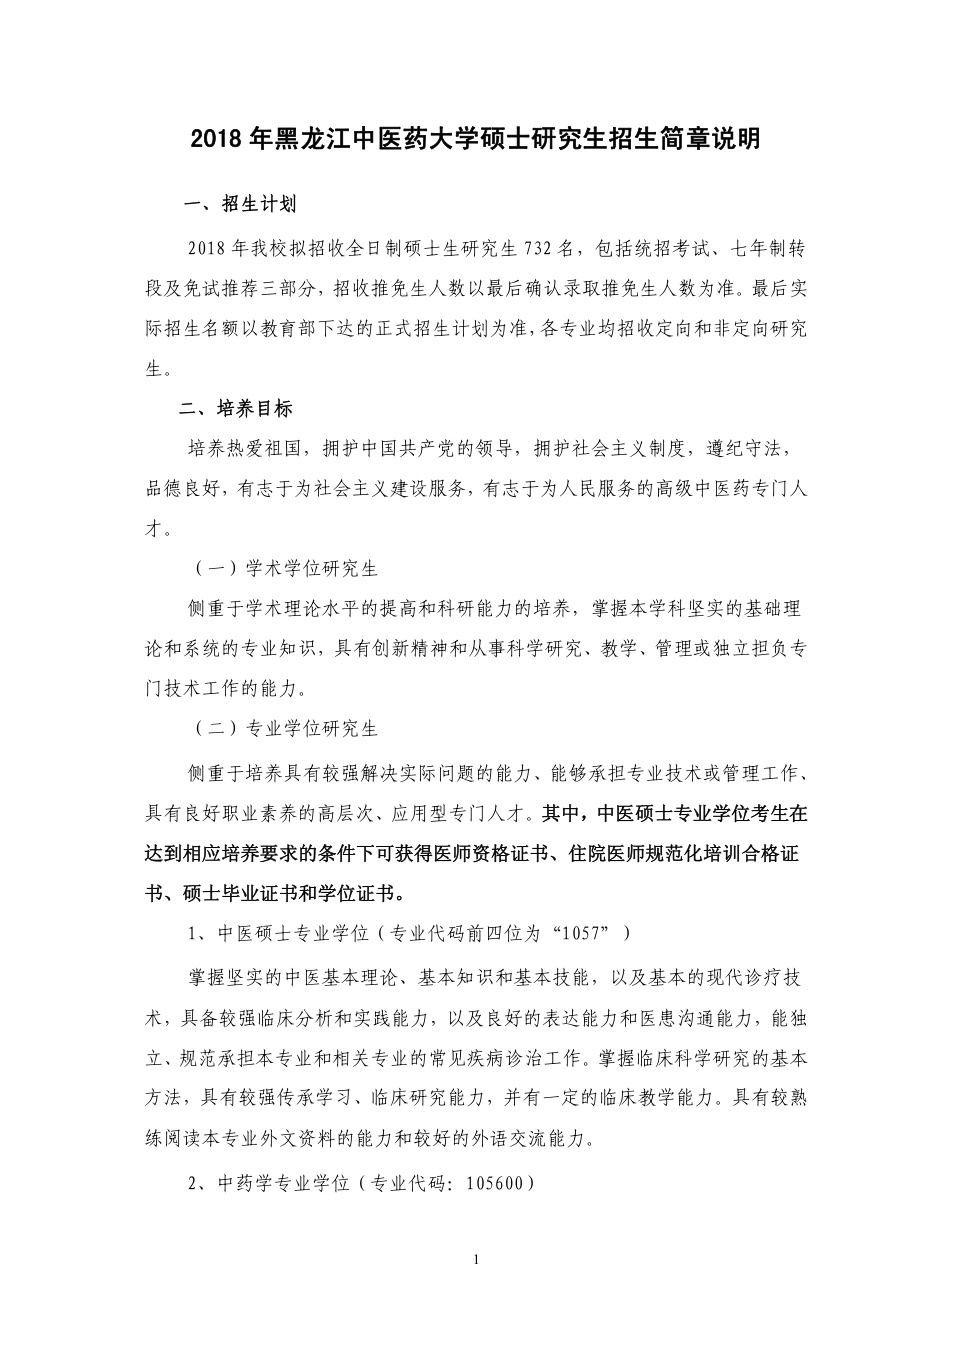 2018 年黑龙江中医药大学硕士研究生招生简章说明
一、招生计划
2018 年我校拟招收全日制硕士生研究生 732 名，包括统招考试、七年制转
段及免试推荐三部分，招收推免生人数以最后确认录取推免生人数为准。最后实
际招生名额以教育部下达的正式招生计划为准，各专业均招收定向和非定向研究
生。
二、培养目标
培养热爱祖国，拥护中国共产党的领导，拥护社会主义制度，遵纪守法，
品德良好，有志于为社会主义建设服务，有志于为人民服务的高级中医药专门人
才。
（一）学术学位研究生
侧重于学术理论水平的提高和科研能力的培养，掌握本学科坚实的基础理
论和系统的专业知识，具有创新精神和从事科学研究、教学、管理或独立担负专
门技术工作的能力。
（二）专业学位研究生
侧重于培养具有较强解决实际问题的能力、能够承担专业技术或管理工作、
具有良好职业素养的高层次、应用型专门人才。其中，中医硕士专业学位考生在
达到相应培养要求的条件下可获得医师资格证书、住院医师规范化培训合格证
书、硕士毕业证书和学位证书。
1、中医硕士专业学位（专业代码前四位为“1057”）
掌握坚实的中医基本理论、基本知识和基本技能，以及基本的现代诊疗技
术，具备较强临床分析和实践能力，以及良好的表达能力和医患沟通能力，能独
立、规范承担本专业和相关专业的常见疾病诊治工作。掌握临床科学研究的基本
方法，具有较强传承学习、临床研究能力，并有一定的临床教学能力。具有较熟
练阅读本专业外文资料的能力和较好的外语交流能力。
2、中药学专业学位（专业代码：105600）
1